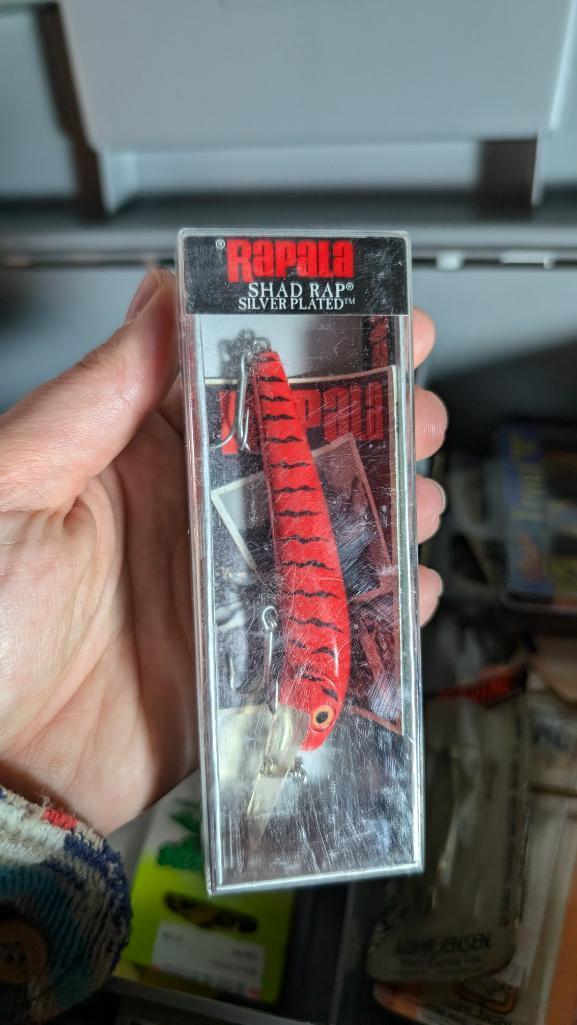 ® Rapala
SHAD RAP®
SILVER PLATED™
RAPALA
LUHR JENSEN